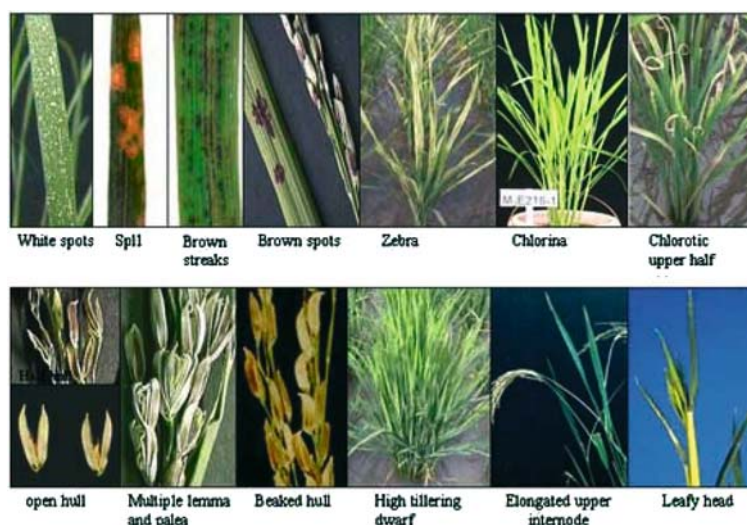 M-E216-1
White spots
Spl1
Brown
streaks
Brown spots
Zebra
Chlorina
Chlorotic
upper half
open hull
Multiple lemma
and palea
Beaked hull
High tillering
dwarf
Elongated upper
internode
Leafy head